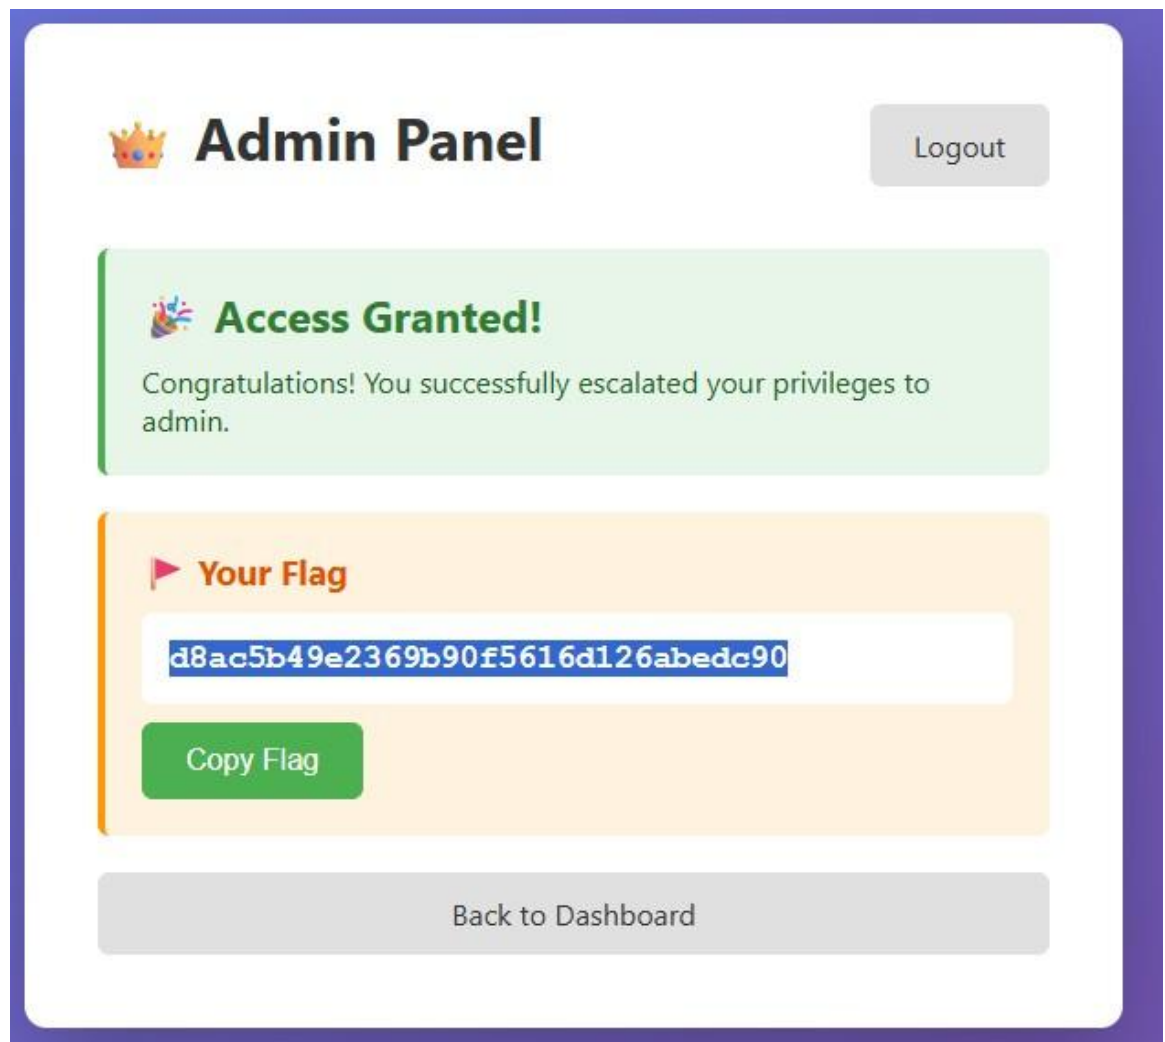 Admin Panel
Logout
Access Granted!
Congratulations! You successfully escalated your privileges to
admin.
Your Flag
d8ac5b49e2369b90f5616d126abedc90
Copy Flag
Back to Dashboard